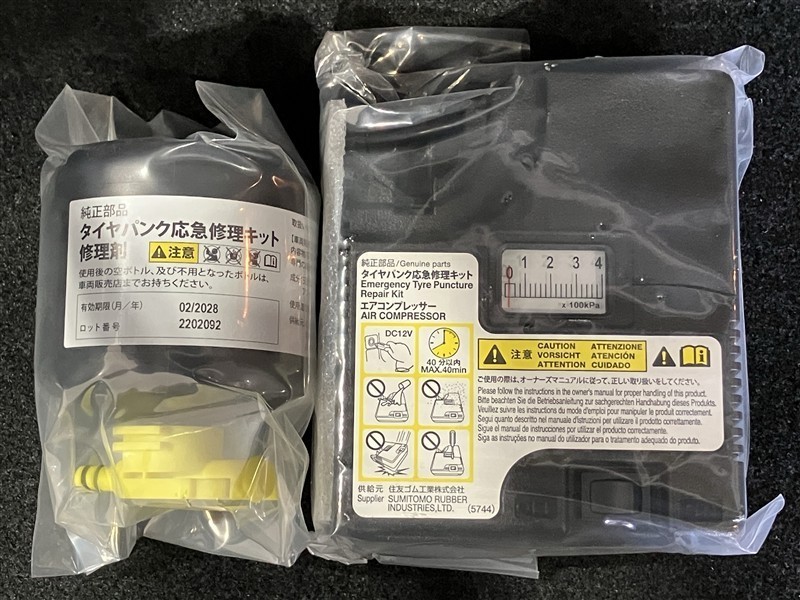 純正部品
タイヤパンク応急修理キット
修理剤
注意
使用後の空ボトル、及び不用となったボトルは、
車両販売店までお持ちください。
有効期限(月/年) 02/2028
ロット番号 2202092
純正部品/Genuine parts
タイヤパンク応急修理キット
Emergency Tyre Puncture
Repair Kit
エアコンプレッサー
AIR COMPRESSOR
DC12V
40分以内
MAX.40min
供給元 住友ゴム工業株式会社
Supplier SUMITOMO RUBBER
INDUSTRIES,LTD. (5744)
0 1 2 3 4
x 100kPa
注意
CAUTION ATTENZIONE
VORSICHT ATENCIÓN
ATTENTION CUIDADO
ご使用の際は、オーナーズマニュアルに従って、正しい取り扱いをしてください。
Please follow the instructions in the owner's manual for proper handling of this product.
Bitte beachten Sie die Betriebsanleitung zur sachgerechten Handhabung dieses Produkts.
Veuillez suivre les instructions du mode d'emploi pour manipuler le produit correctement.
Segui quanto descritto nel manuale d'istruzioni per utilizzare il prodotto correttamente.
Sigue el manual de instrucciones por utilizar el producto correctamente.
Siga as instruções no manual do utilizador para o tratamento adequado do produto.